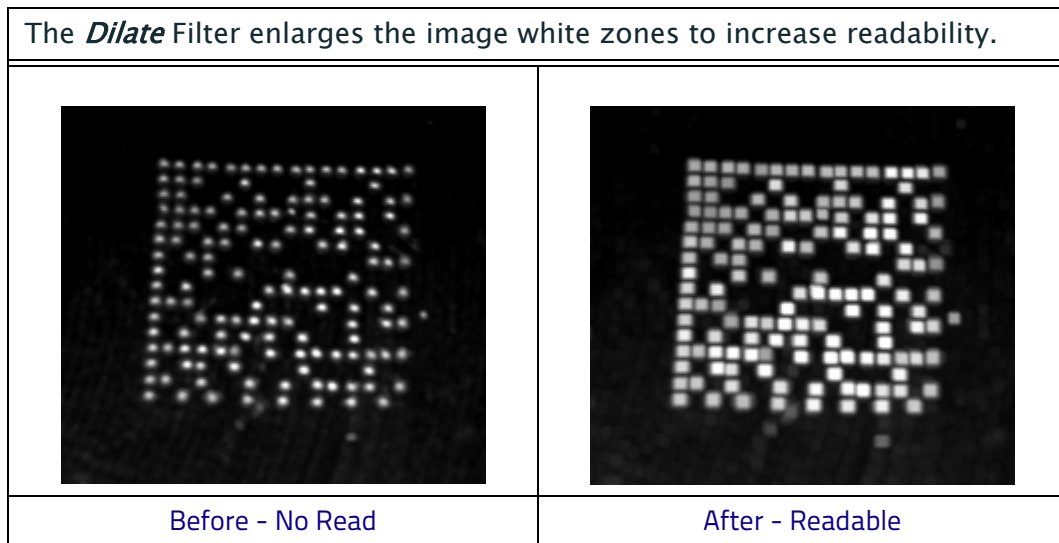 The Dilate Filter enlarges the image white zones to increase readability.
Before - No Read
After - Readable